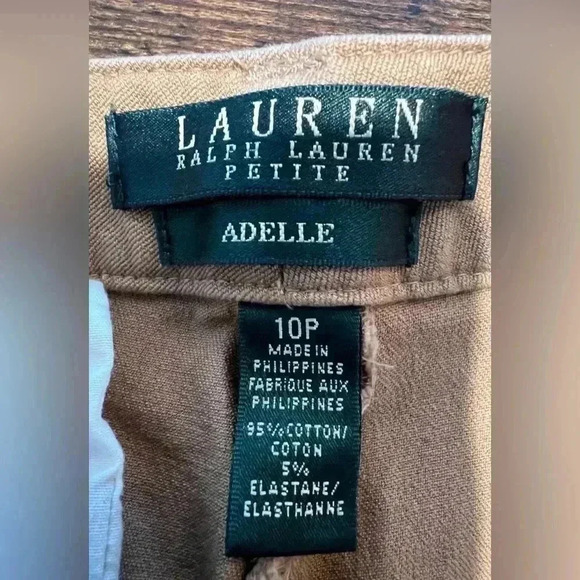 LAUREN
RALPH LAUREN
PETITE
ADELLE
10P
MADE IN
PHILIPPINES
FABRIQUE AUX
PHILIPPINES
95% COTTON/
COTON
5%
ELASTANE/
ELASTHANNE